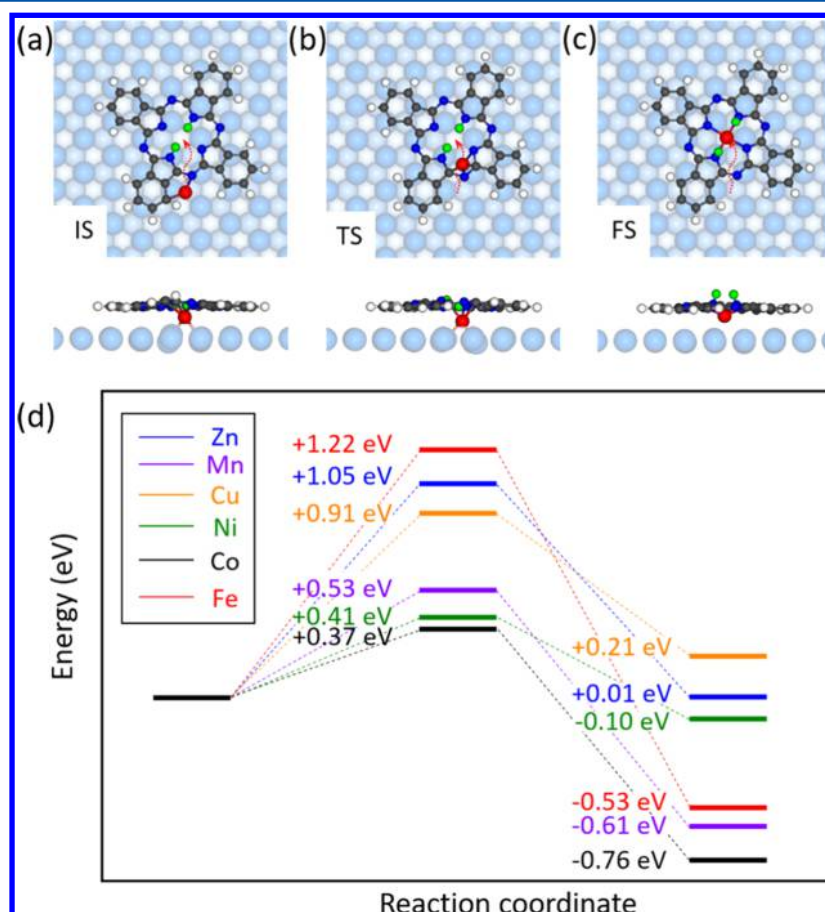 (a)
(b)
(c)
IS
TS
FS
(d)
Zn
Mn
Cu
Ni
Co
Fe
+1.22 eV
+1.05 eV
+0.91 eV
+0.53 eV
+0.41 eV
+0.37 eV
+0.21 eV
+0.01 eV
-0.10 eV
-0.53 eV
-0.61 eV
-0.76 eV
Energy (eV)
Reaction coordinate